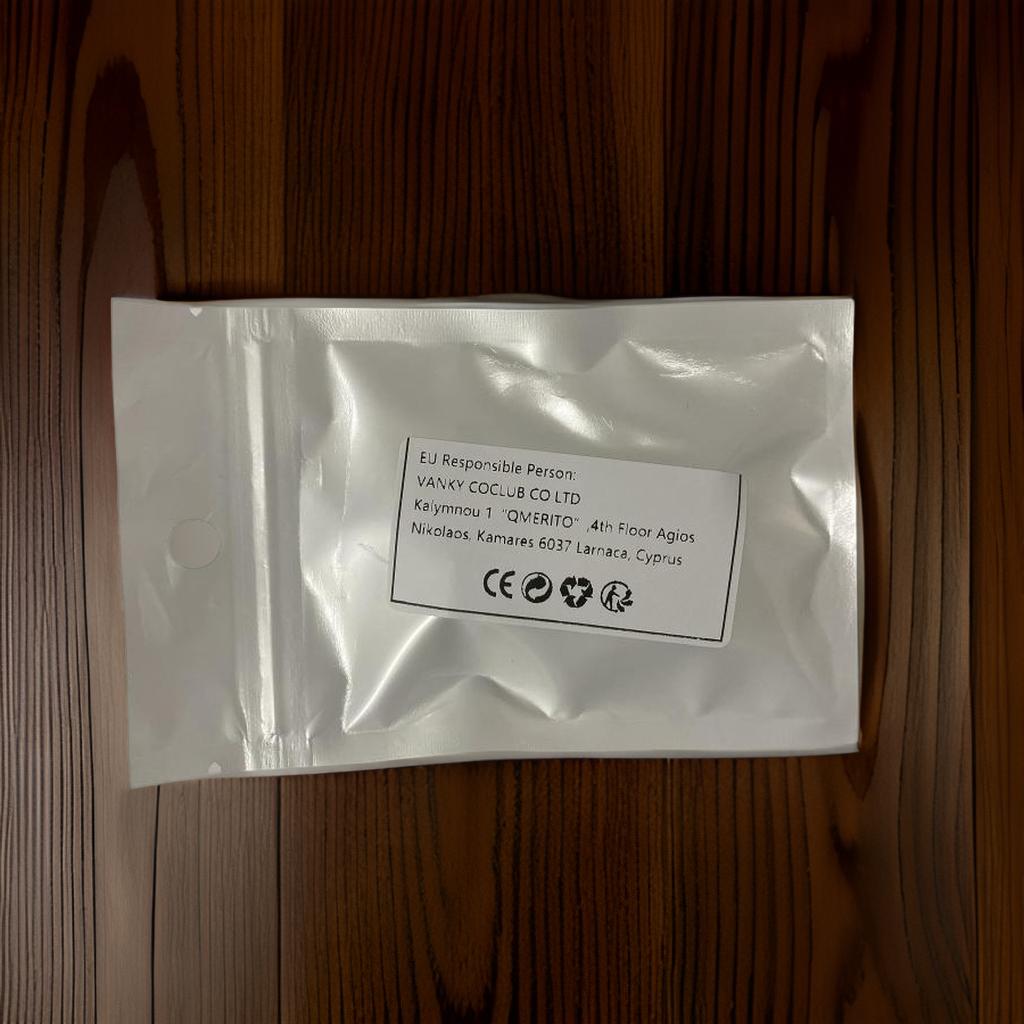 EU Responsible Person:
VANKY COCLUB CO LTD
Kalymnou 1 "QMERITO" ,4th Floor Agios
Nikolaos, Kamares 6037 Larnaca, Cyprus
CE